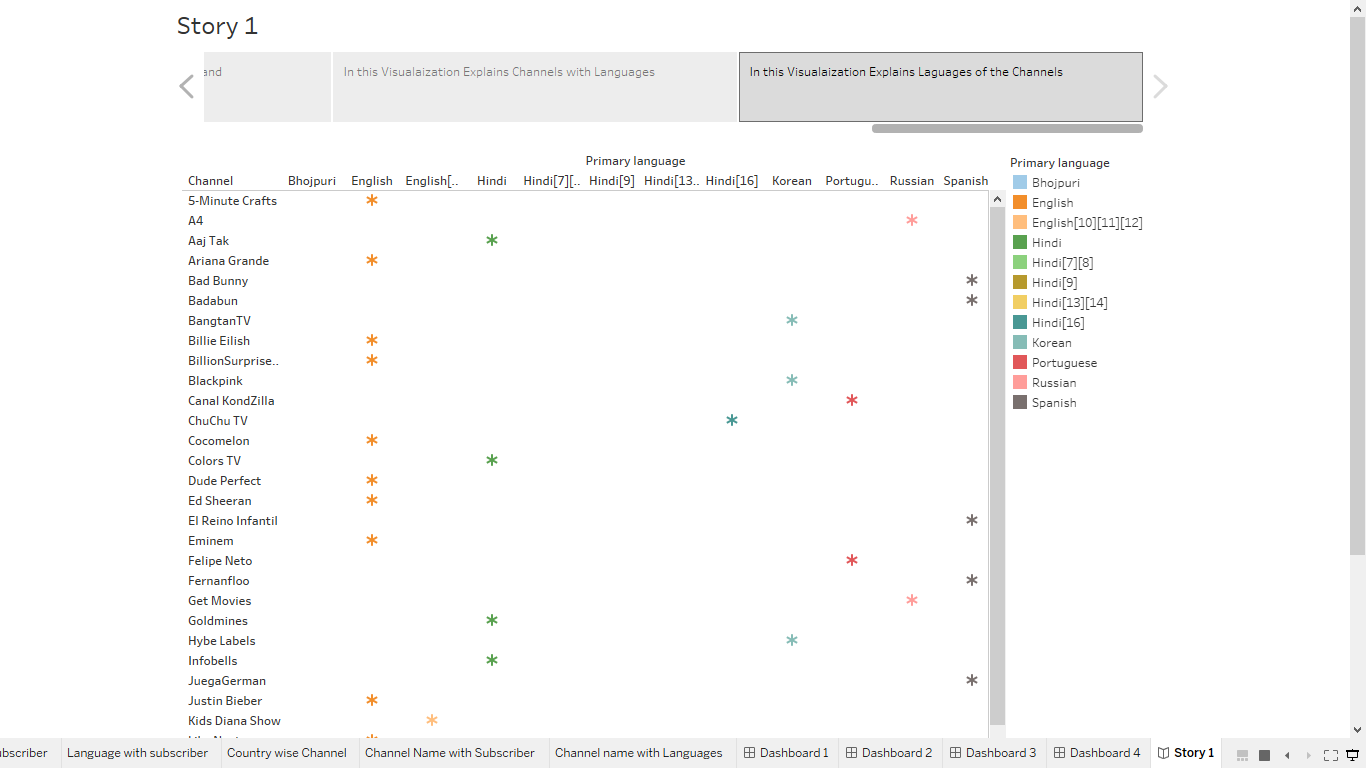 Story 1
and
In this Visualaization Explains Channels with Languages
In this Visualaization Explains Laguages of the Channels
Primary language
Channel Bhojpuri English English[.. Hindi Hindi[7][.. Hindi[9] Hindi[13.. Hindi[16] Korean Portugu.. Russian Spanish
5-Minute Crafts
A4
Aaj Tak
Ariana Grande
Bad Bunny
Badabun
BangtanTV
Billie Eilish
BillionSurprise..
Blackpink
Canal KondZilla
ChuChu TV
Cocomelon
Colors TV
Dude Perfect
Ed Sheeran
El Reino Infantil
Eminem
Felipe Neto
Fernanfloo
Get Movies
Goldmines
Hybe Labels
Infobells
JuegaGerman
Justin Bieber
Kids Diana Show
Primary language
Bhojpuri
English
English[10][11][12]
Hindi
Hindi[7][8]
Hindi[9]
Hindi[13][14]
Hindi[16]
Korean
Portuguese
Russian
Spanish
ubscriber Language with subscriber Country wise Channel Channel Name with Subscriber Channel name with Languages Dashboard 1 Dashboard 2 Dashboard 3 Dashboard 4 Story 1